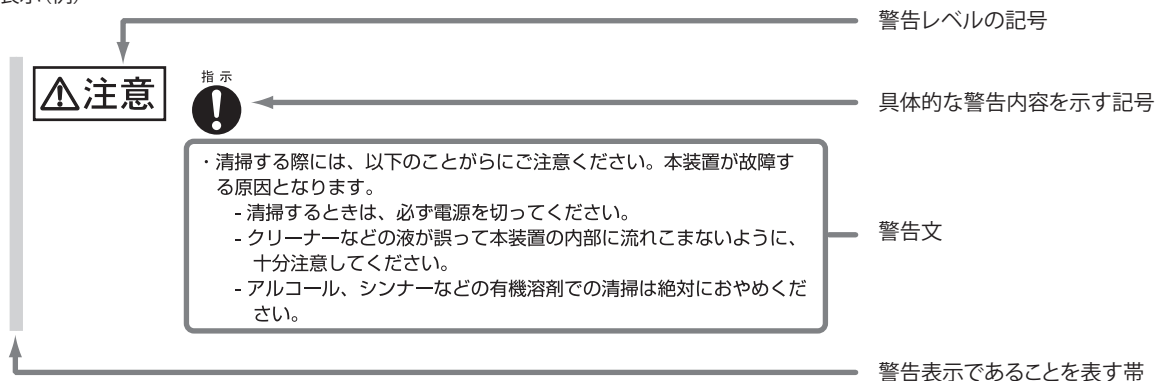 表示（例）
警告レベルの記号
⚠注意
指示
具体的な警告内容を示す記号
・清掃する際には、以下のことがらにご注意ください。本装置が故障す
る原因となります。
- 清掃するときは、必ず電源を切ってください。
- クリーナーなどの液が誤って本装置の内部に流れこまないように、
十分注意してください。
- アルコール、シンナーなどの有機溶剤での清掃は絶対におやめくだ
さい。
警告文
警告表示であることを表す帯